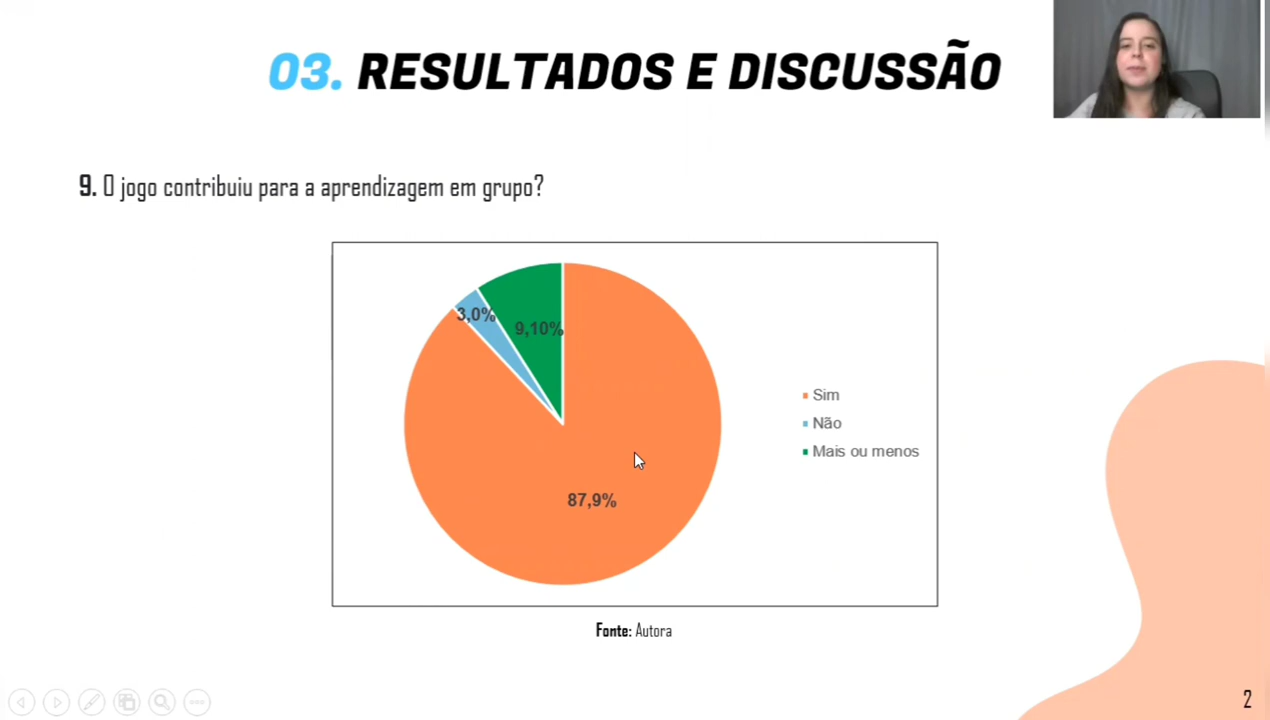 03. RESULTADOS E DISCUSSÃO
9. O jogo contribuiu para a aprendizagem em grupo?
3,0%
9,10%
87,9%
Sim
Não
Mais ou menos
Fonte: Autora
2